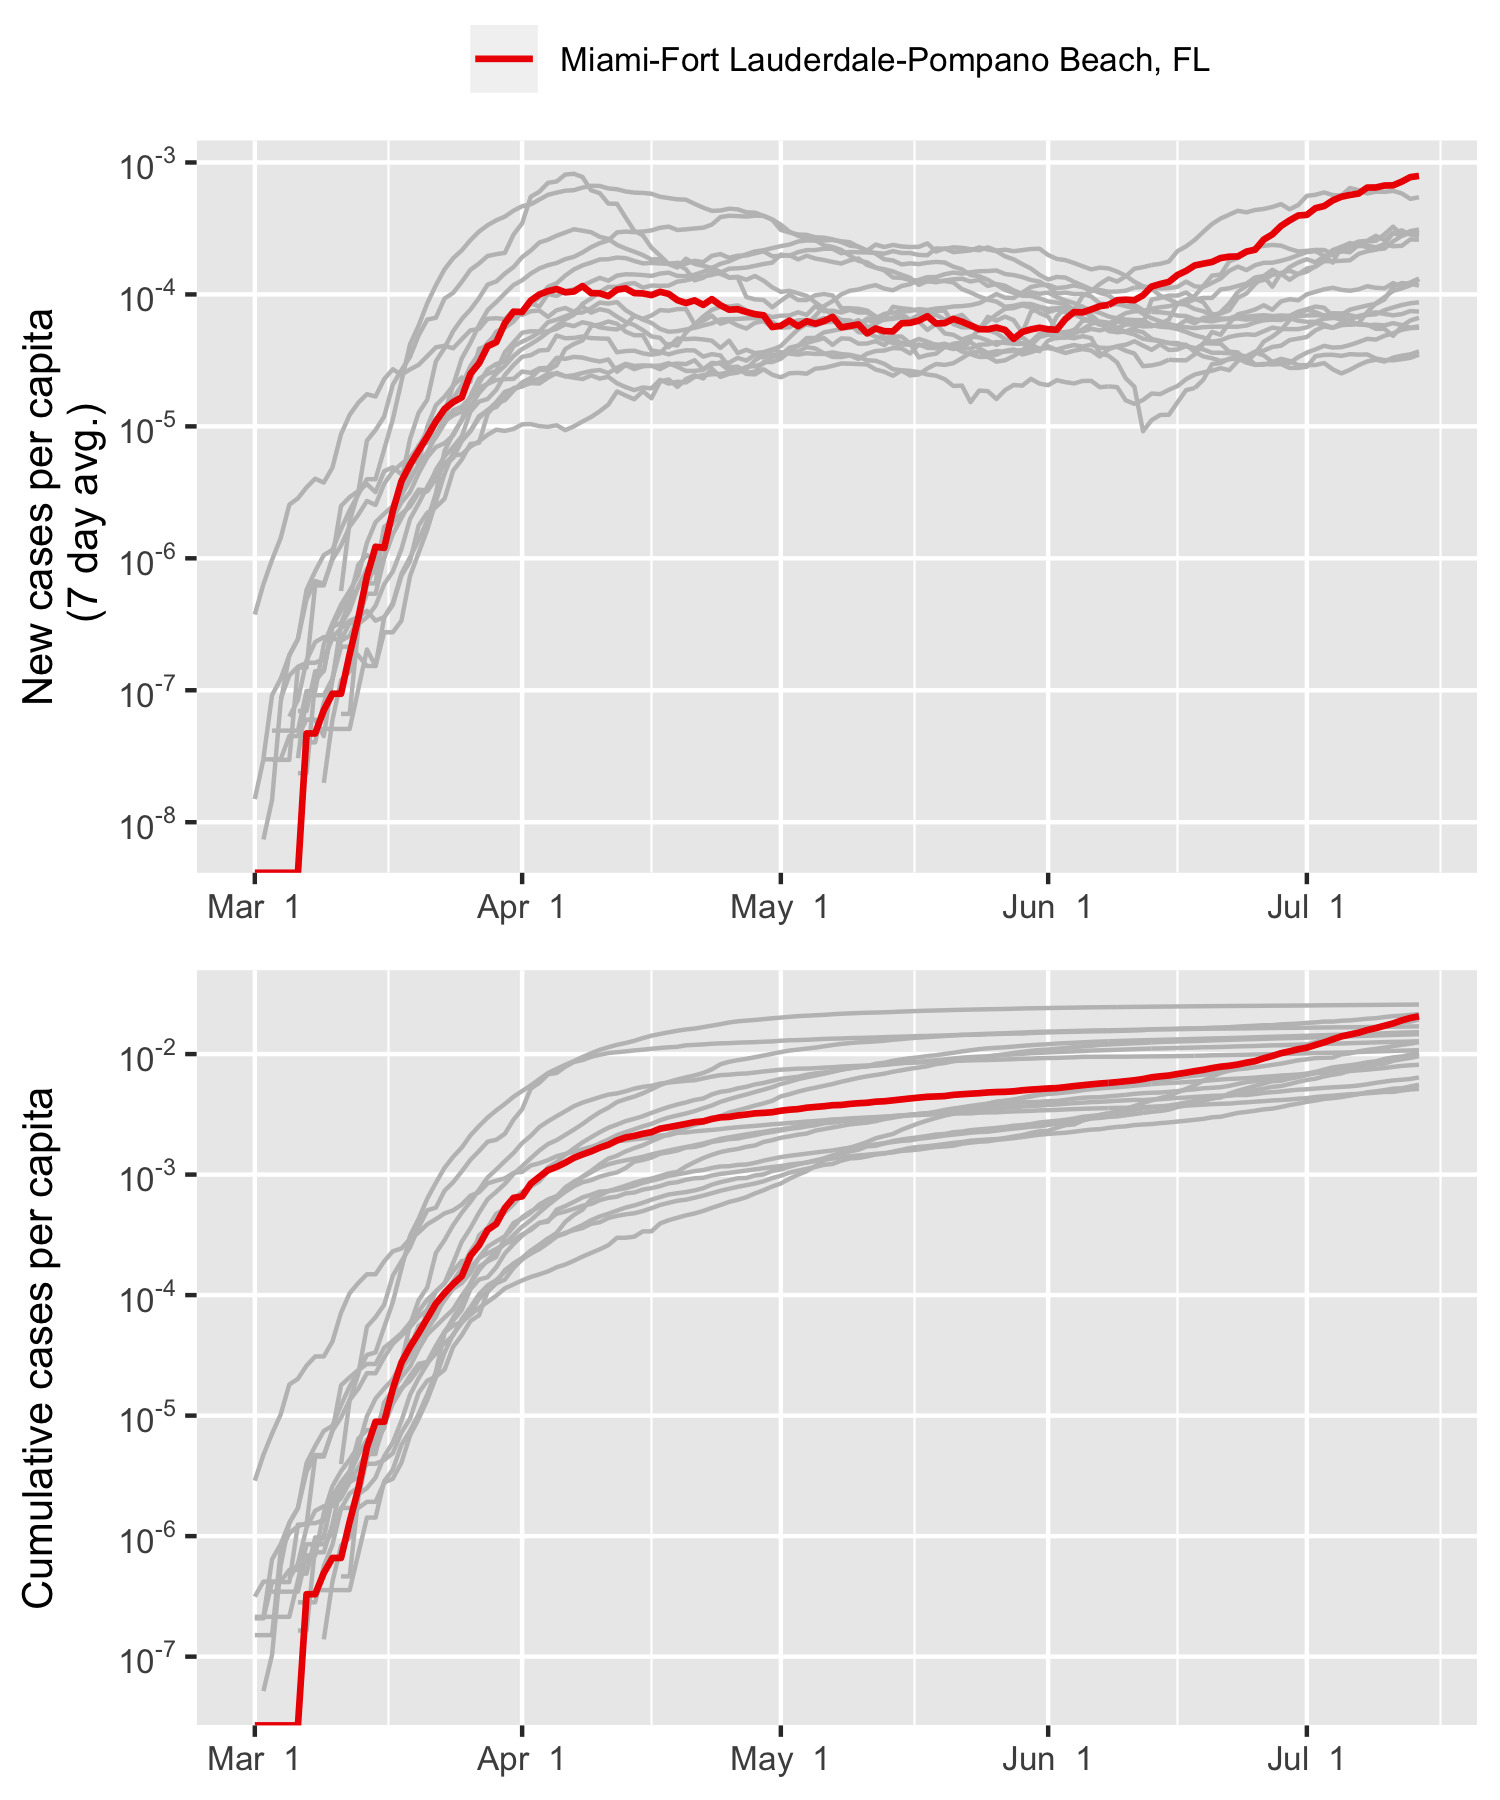 Miami-Fort Lauderdale-Pompano Beach, FL
New cases per capita
(7 day avg.)
10-3
10-4
10-5
10-6
10-7
10-8
Mar 1 Apr 1 May 1 Jun 1 Jul 1
Cumulative cases per capita
10-2
10-3
10-4
10-5
10-6
10-7
Mar 1 Apr 1 May 1 Jun 1 Jul 1